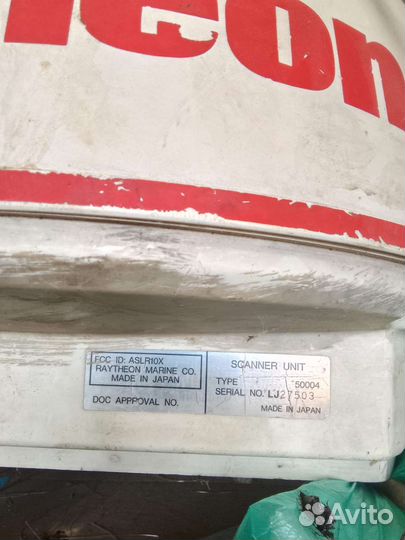 heon
FCC ID: ASLR10X
RAYTHEON MARINE CO.
MADE IN JAPAN
DOC APPPOVAL NO.
SCANNER UNIT
TYPE 50004
SERIAL NO. LJ27503
MADE IN JAPAN
Avito